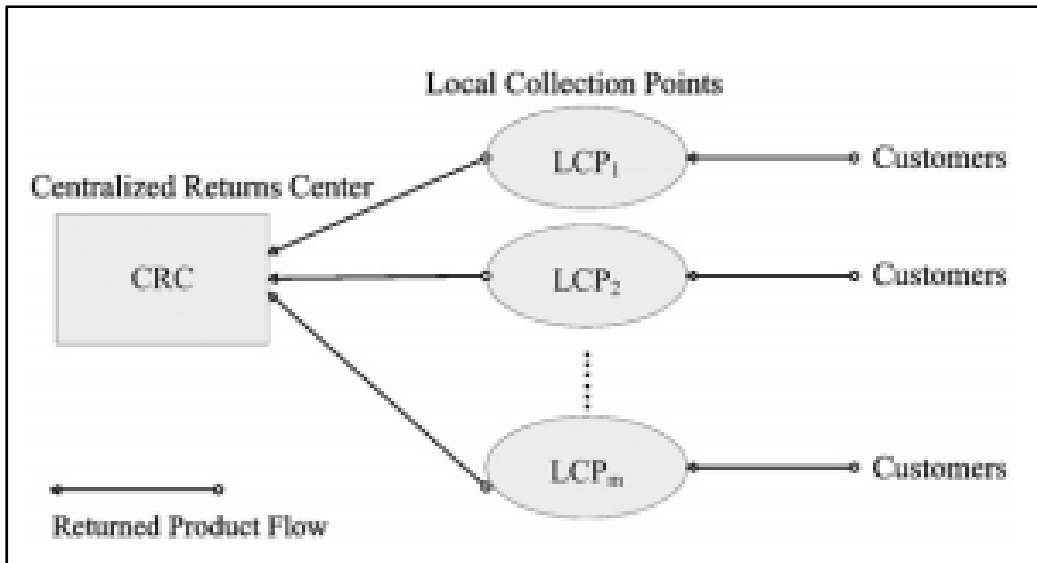 Local Collection Points
LCP₁
Customers
Centralized Returns Center
CRC
LCP₂
Customers
LCPₘ
Customers
Returned Product Flow